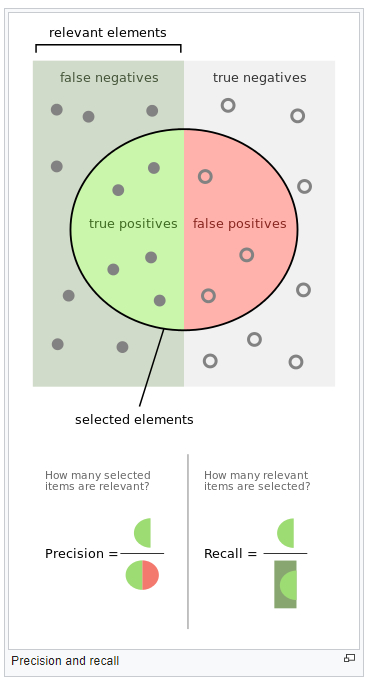 relevant elements
false negatives
true negatives
true positives
false positives
selected elements
How many selected
items are relevant?
How many relevant
items are selected?
Precision =
Recall =
Precision and recall